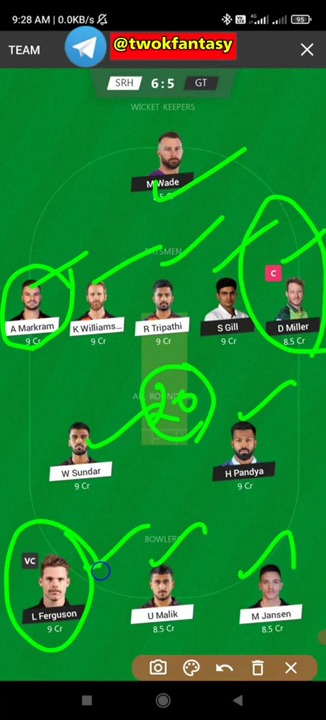 9:28 AM | 0.0KB/s
95
TEAM
@twokfantasy
SRH 6:5 GT
WICKET-KEEPERS
M Wade
A Markram
9 Cr
K Williams...
9 Cr
R Tripathi
9 Cr
S Gill
9 Cr
C
D Miller
8.5 Cr
20
W Sundar
9 Cr
H Pandya
9 Cr
BOWLERS
VC
L Ferguson
9 Cr
U Malik
8.5 Cr
M Jansen
8.5 Cr